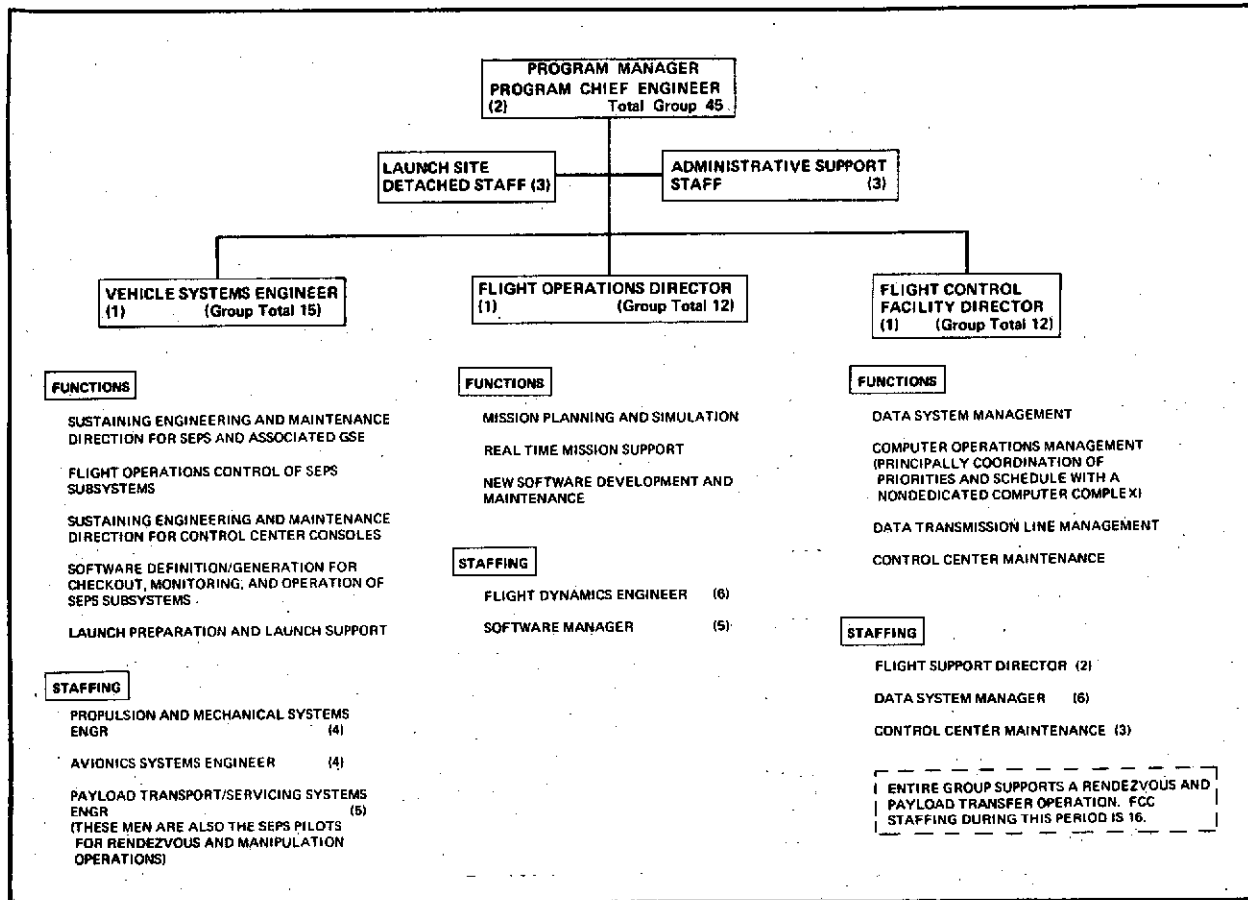 PROGRAM MANAGER
PROGRAM CHIEF ENGINEER
(2) Total Group 45
LAUNCH SITE
DETACHED STAFF (3)
ADMINISTRATIVE SUPPORT
STAFF (3)
VEHICLE SYSTEMS ENGINEER
(1) (Group Total 15)
FUNCTIONS
SUSTAINING ENGINEERING AND MAINTENANCE
DIRECTION FOR SEPS AND ASSOCIATED GSE
FLIGHT OPERATIONS CONTROL OF SEPS
SUBSYSTEMS
SUSTAINING ENGINEERING AND MAINTENANCE
DIRECTION FOR CONTROL CENTER CONSOLES
SOFTWARE DEFINITION/GENERATION FOR
CHECKOUT, MONITORING, AND OPERATION OF
SEPS SUBSYSTEMS
LAUNCH PREPARATION AND LAUNCH SUPPORT
STAFFING
PROPULSION AND MECHANICAL SYSTEMS
ENGR (4)
AVIONICS SYSTEMS ENGINEER (4)
PAYLOAD TRANSPORT/SERVICING SYSTEMS
ENGR (5)
(THESE MEN ARE ALSO THE SEPS PILOTS
FOR RENDEZVOUS AND MANIPULATION
OPERATIONS)
FLIGHT OPERATIONS DIRECTOR
(1) (Group Total 12)
FUNCTIONS
MISSION PLANNING AND SIMULATION
REAL TIME MISSION SUPPORT
NEW SOFTWARE DEVELOPMENT AND
MAINTENANCE
STAFFING
FLIGHT DYNAMICS ENGINEER (6)
SOFTWARE MANAGER (5)
FLIGHT CONTROL
FACILITY DIRECTOR
(1) (Group Total 12)
FUNCTIONS
DATA SYSTEM MANAGEMENT
COMPUTER OPERATIONS MANAGEMENT
(PRINCIPALLY COORDINATION OF
PRIORITIES AND SCHEDULE WITH A
NONDEDICATED COMPUTER COMPLEX)
DATA TRANSMISSION LINE MANAGEMENT
CONTROL CENTER MAINTENANCE
STAFFING
FLIGHT SUPPORT DIRECTOR (2)
DATA SYSTEM MANAGER (6)
CONTROL CENTER MAINTENANCE (3)
ENTIRE GROUP SUPPORTS A RENDEZVOUS AND
PAYLOAD TRANSFER OPERATION. FCC
STAFFING DURING THIS PERIOD IS 16.